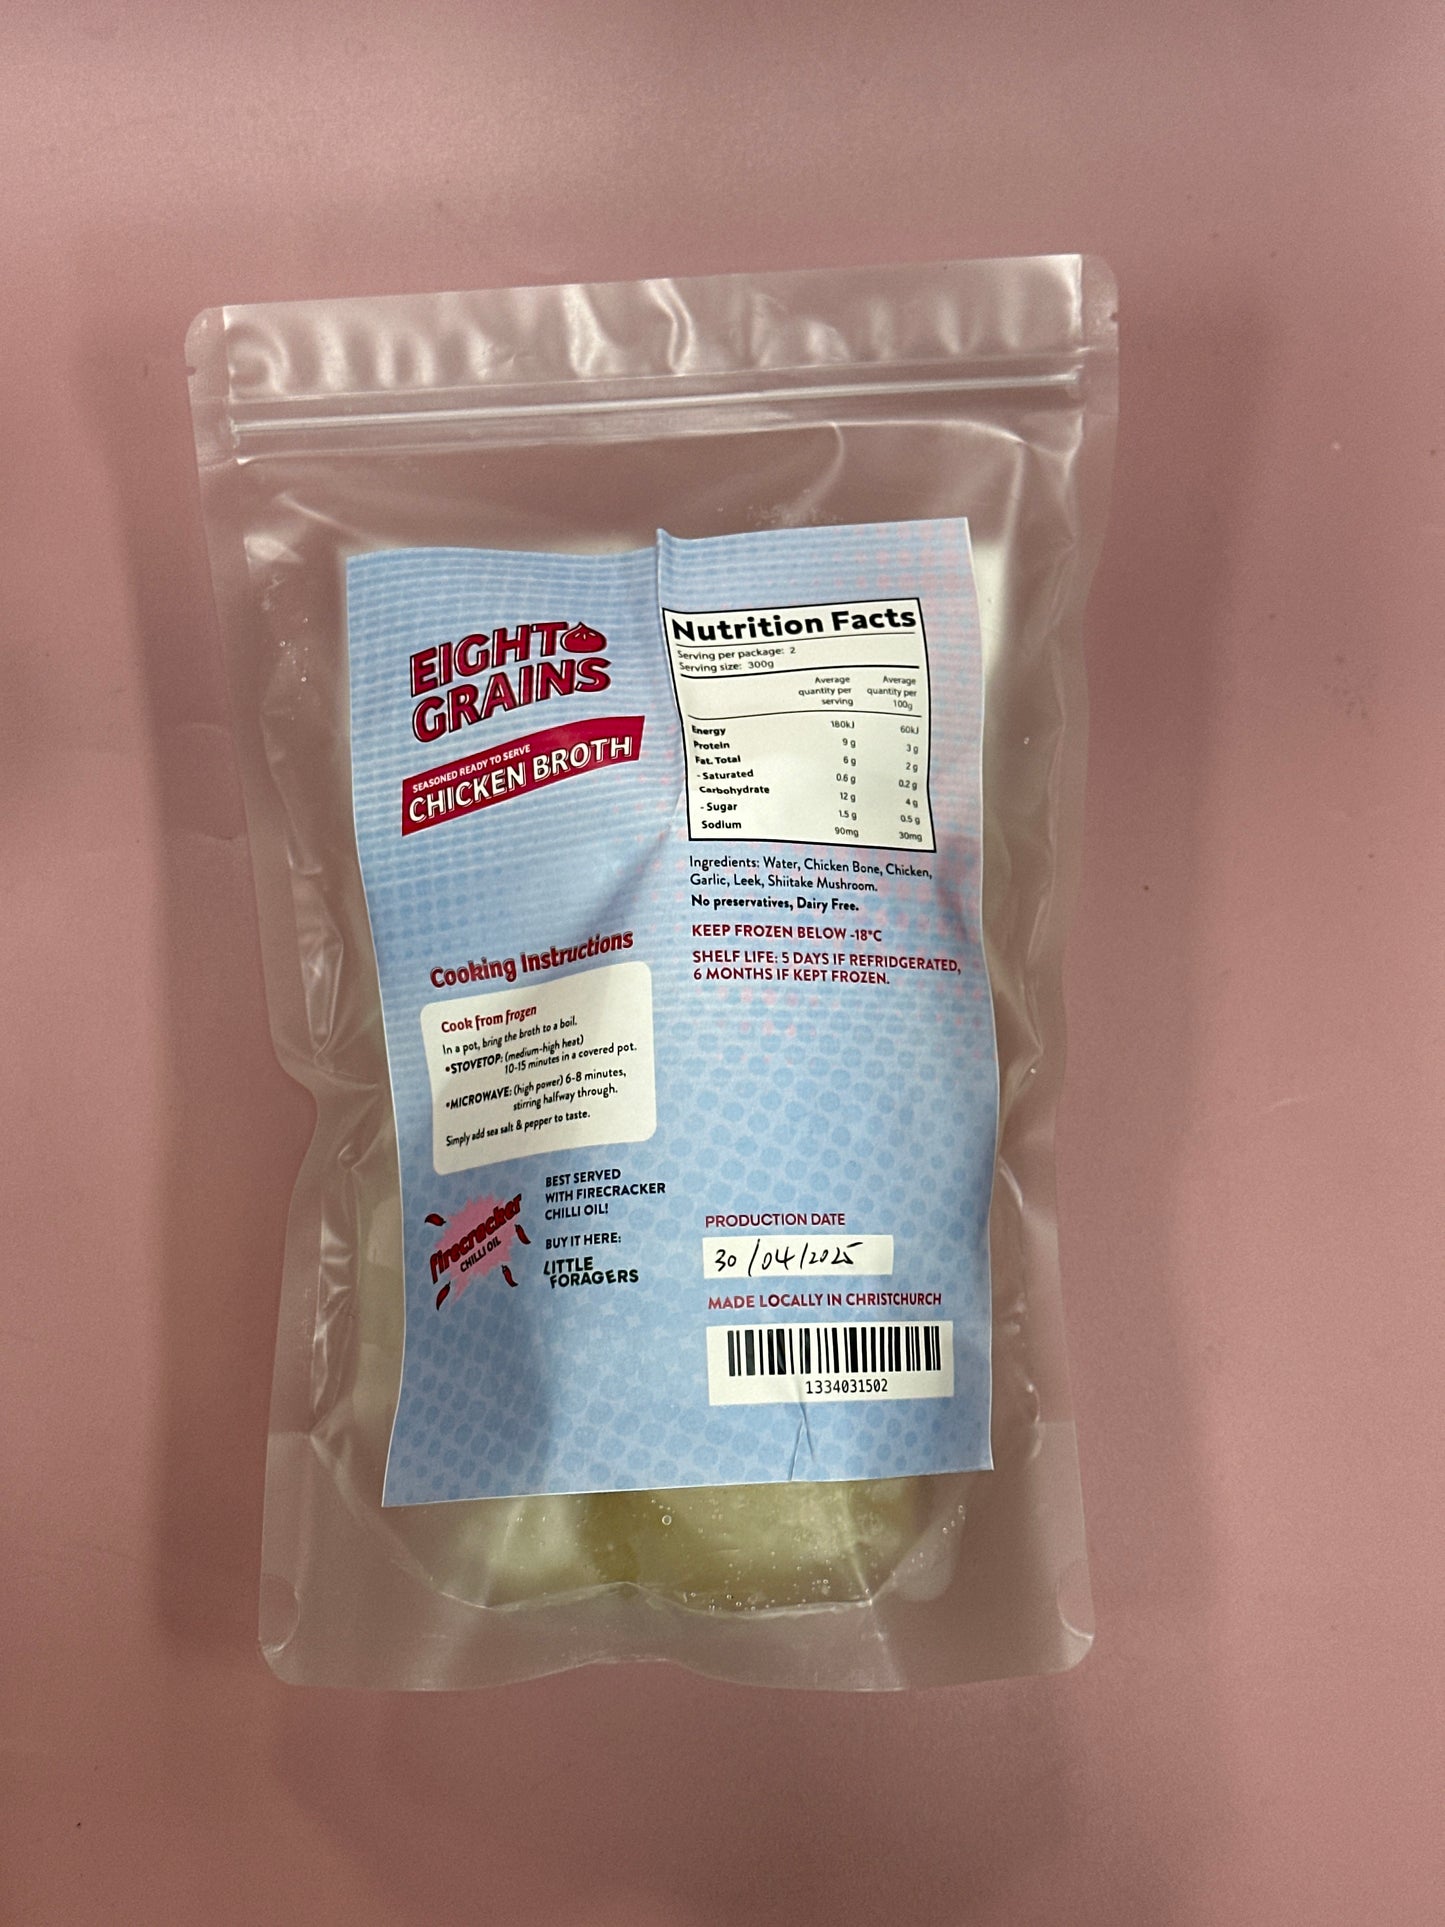 EIGHT
GRAINS
SEASONED READY TO SERVE
CHICKEN BROTH
Cooking Instructions
Cook from frozen
In a pot, bring the broth to a boil.
•STOVETOP: (medium-high heat)
10-15 minutes in a covered pot.
•MICROWAVE: (high power) 6-8 minutes,
stirring halfway through.
Simply add sea salt & pepper to taste.
firecracker
CHILLI OIL
BEST SERVED
WITH FIRECRACKER
CHILLI OIL!
BUY IT HERE:
LITTLE
FORAGERS
Nutrition Facts
Serving per package: 2
Serving size: 300g
Average quantity per serving Average quantity per 100g
Energy 180kJ 60kJ
Protein 9 g 3 g
Fat. Total 6 g 2 g
- Saturated 0.6 g 0.2 g
Carbohydrate 12 g 4 g
- Sugar 1.5 g 0.5 g
Sodium 90mg 30mg
Ingredients: Water, Chicken Bone, Chicken,
Garlic, Leek, Shiitake Mushroom.
No preservatives, Dairy Free.
KEEP FROZEN BELOW -18°C
SHELF LIFE: 5 DAYS IF REFRIDGERATED,
6 MONTHS IF KEPT FROZEN.
PRODUCTION DATE
30/04/2025
MADE LOCALLY IN CHRISTCHURCH
1334031502